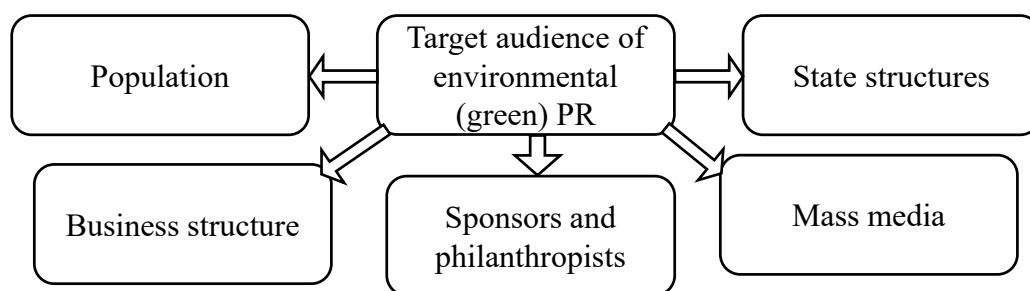 Population
Target audience of
environmental
(green) PR
State structures
Business structure
Sponsors and
philanthropists
Mass media